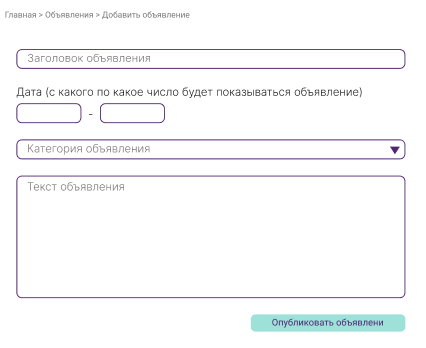 Главная > Объявления > Добавить объявление
Заголовок объявления
Дата (с какого по какое число будет показываться объявление)
-
Категория объявления
Текст объявления
Опубликовать объявлени